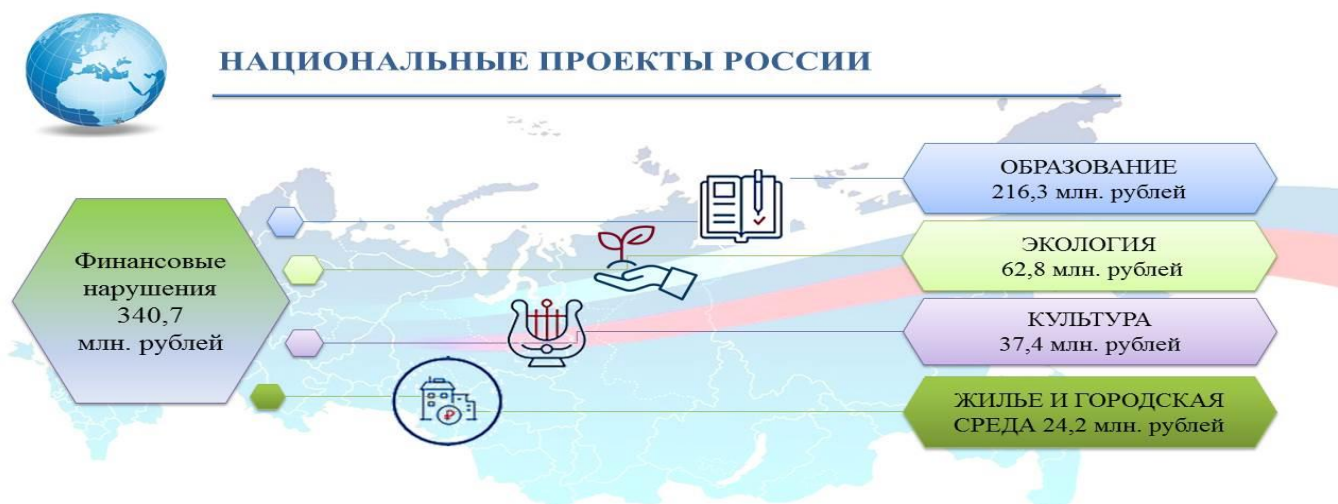 НАЦИОНАЛЬНЫЕ ПРОЕКТЫ РОССИИ
Финансовые
нарушения
340,7
млн. рублей
ОБРАЗОВАНИЕ
216,3 млн. рублей
ЭКОЛОГИЯ
62,8 млн. рублей
КУЛЬТУРА
37,4 млн. рублей
ЖИЛЬЕ И ГОРОДСКАЯ
СРЕДА 24,2 млн. рублей